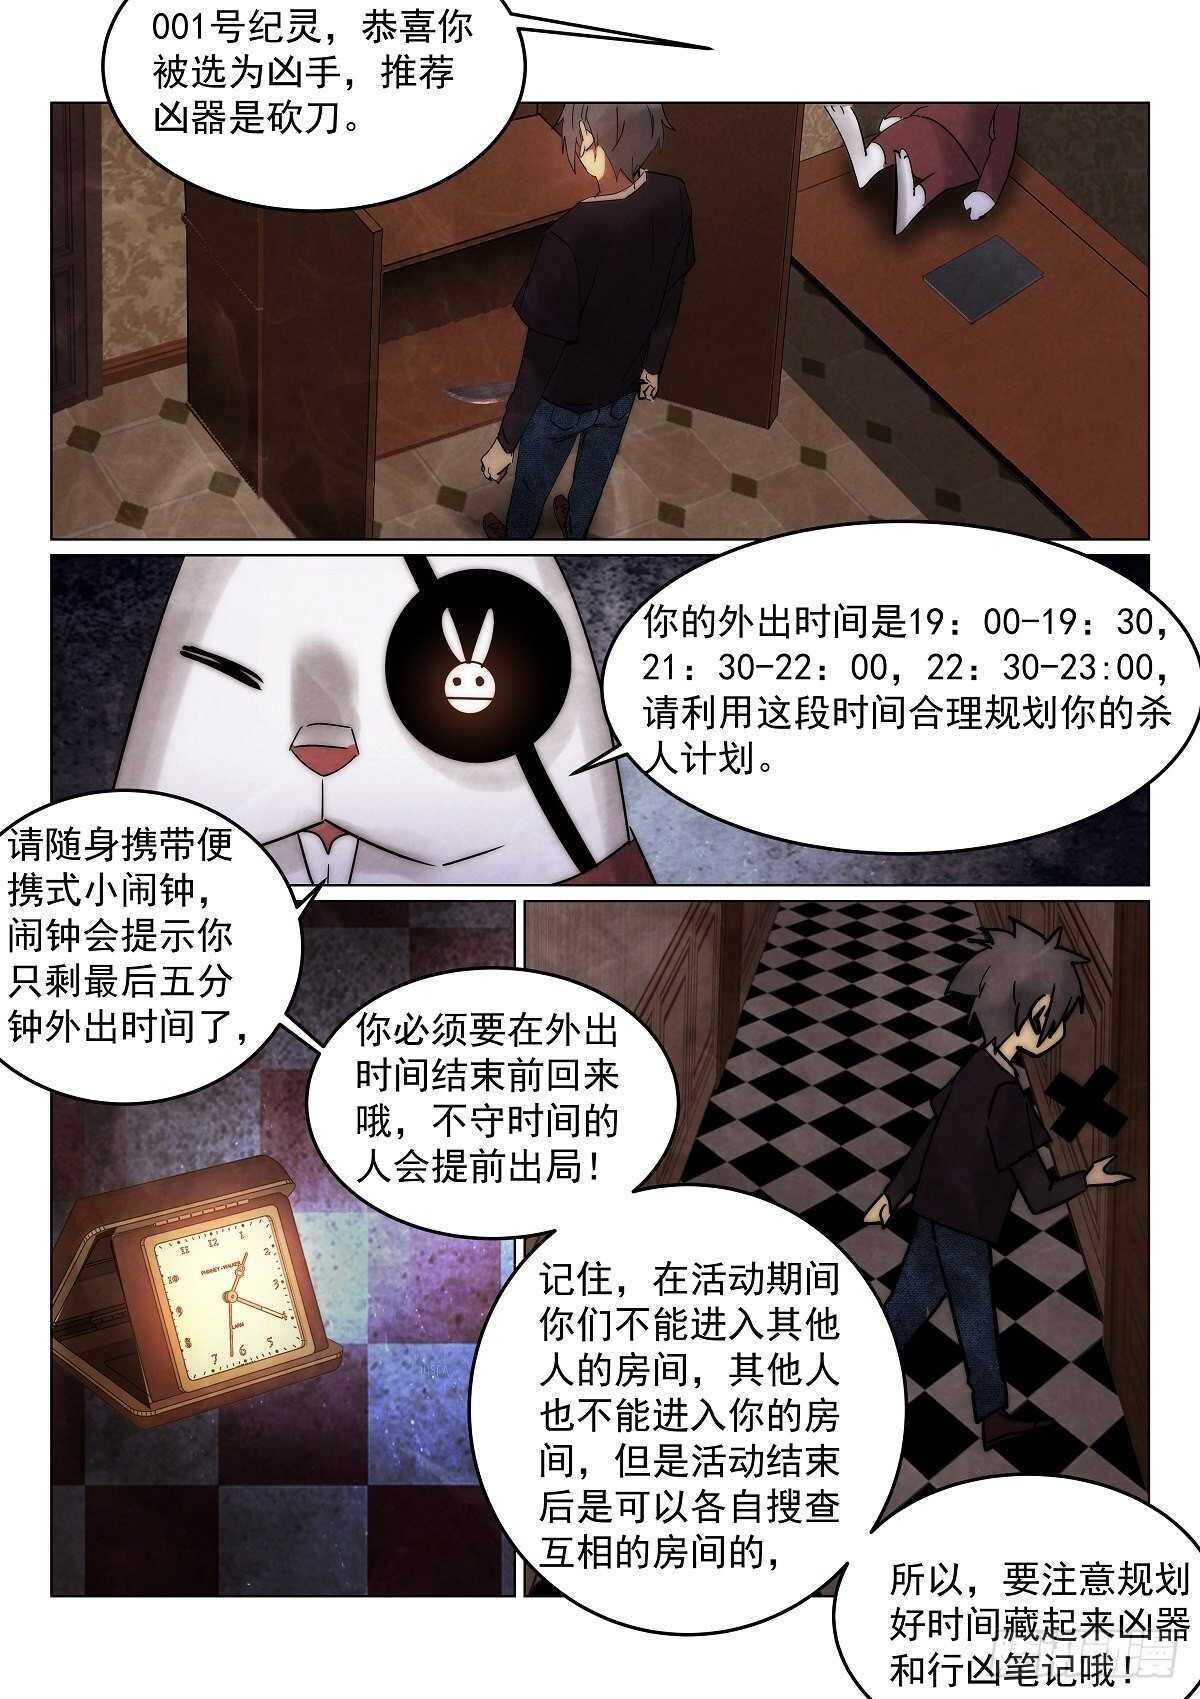 001号纪灵，恭喜你
被选为凶手，推荐
凶器是砍刀。
你的外出时间是19：00-19：30，
21：30-22：00，22：30-23:00，
请利用这段时间合理规划你的杀
人计划。
请随身携带便
携式小闹钟，
闹钟会提示你
只剩最后五分
钟外出时间了，
你必须要在外出
时间结束前回来
哦，不守时间的
人会提前出局！
记住，在活动期间
你们不能进入其他
人的房间，其他人
也不能进入你的房
间，但是活动结束
后是可以各自搜查
互相的房间的，
所以，要注意规划
好时间藏起来凶器
和行凶笔记哦！